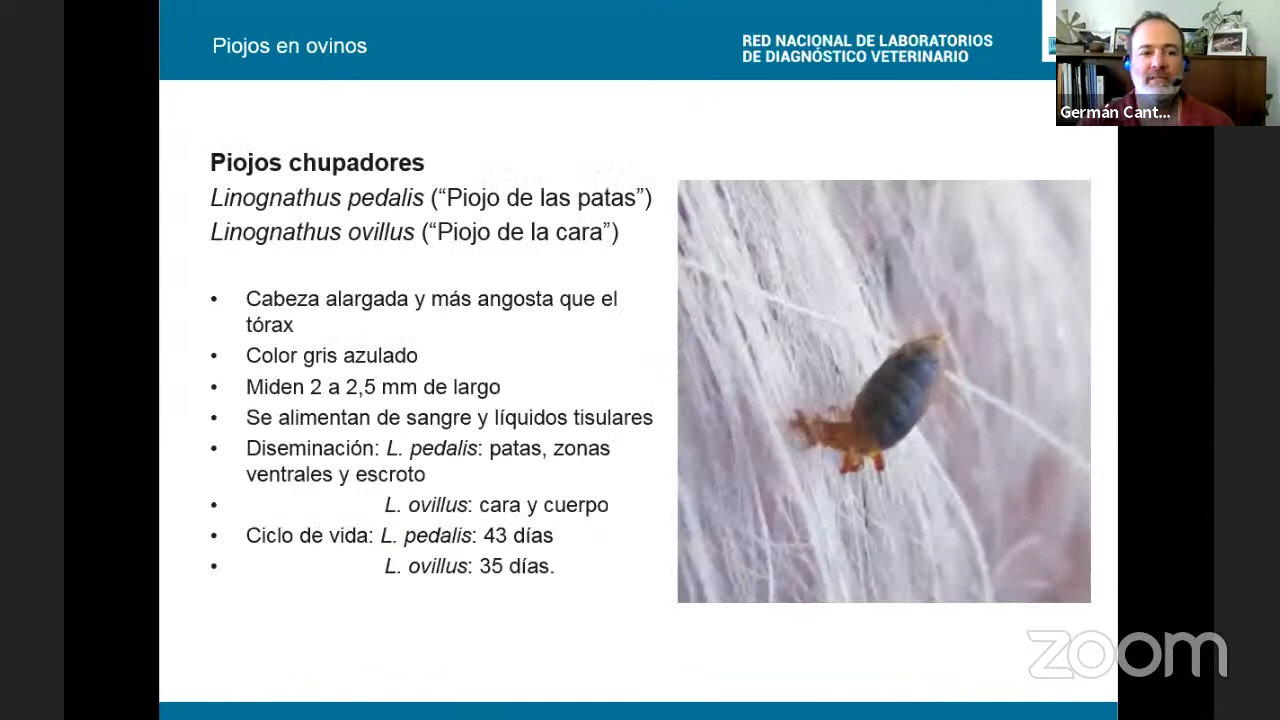 Piojos en ovinos
RED NACIONAL DE LABORATORIOS
DE DIAGNÓSTICO VETERINARIO
Germán Cant...
Piojos chupadores
Linognathus pedalis (“Piojo de las patas”)
Linognathus ovillus (“Piojo de la cara”)
• Cabeza alargada y más angosta que el
tórax
• Color gris azulado
• Miden 2 a 2,5 mm de largo
• Se alimentan de sangre y líquidos tisulares
• Diseminación: L. pedalis: patas, zonas
ventrales y escroto
• L. ovillus: cara y cuerpo
• Ciclo de vida: L. pedalis: 43 días
• L. ovillus: 35 días.
zoom